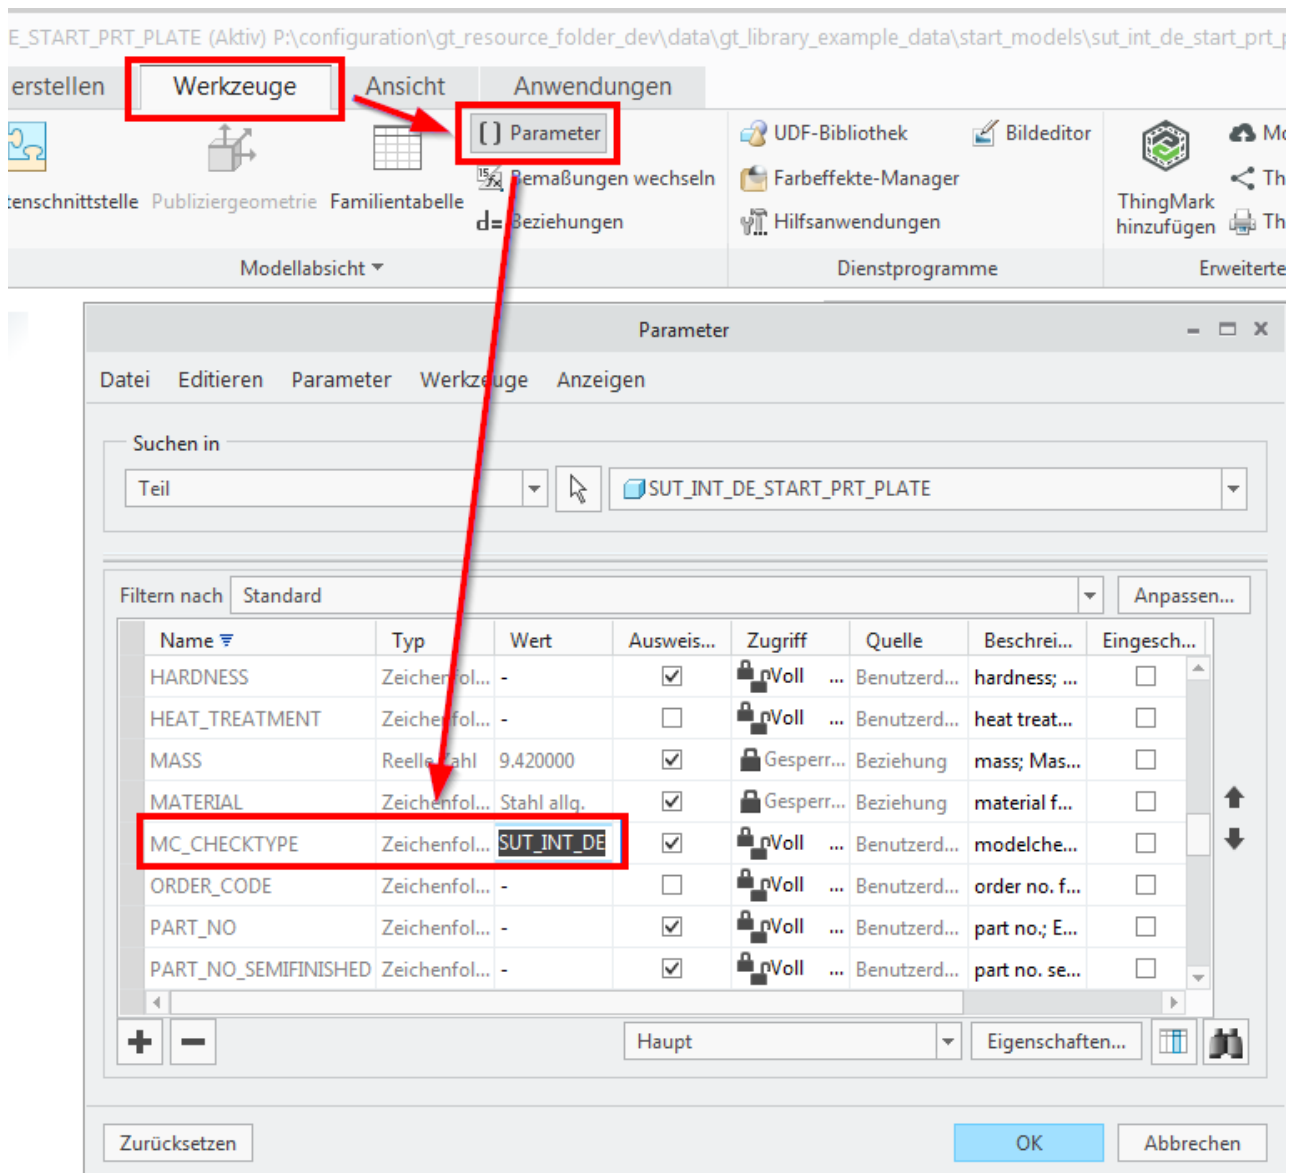 E_START_PRT_PLATE (Aktiv) P:\configuration\gt_resource_folder_dev\data\gt_library_example_data\start_models\sut_int_de_start_prt_p
erstellen Werkzeuge Ansicht Anwendungen
[ ] Parameter UDF-Bibliothek Bildeditor Mo
Bemaßungen wechseln Farbeffekte-Manager Th
tenschnittstelle Publiziergeometrie Familientabelle ThingMark
d= Beziehungen Hilfsanwendungen hinzufügen Th
Modellabsicht Dienstprogramme Erweiterte
Parameter
Datei Editieren Parameter Werkzeuge Anzeigen
Suchen in
Teil SUT_INT_DE_START_PRT_PLATE
Filtern nach Standard Anpassen...
Name Typ Wert Ausweis... Zugriff Quelle Beschrei... Eingesch...
HARDNESS Zeichenfol... - Voll ... Benutzerd... hardness; ...
HEAT_TREATMENT Zeichenfol... - Voll ... Benutzerd... heat treat...
MASS Reelle Zahl 9.420000 Gesperr... Beziehung mass; Mas...
MATERIAL Zeichenfol... Stahl allg. Gesperr... Beziehung material f...
MC_CHECKTYPE Zeichenfol... SUT_INT_DE Voll ... Benutzerd... modelche...
ORDER_CODE Zeichenfol... - Voll ... Benutzerd... order no. f...
PART_NO Zeichenfol... - Voll ... Benutzerd... part no.; E...
PART_NO_SEMIFINISHED Zeichenfol... - Voll ... Benutzerd... part no. se...
Haupt Eigenschaften...
Zurücksetzen OK Abbrechen